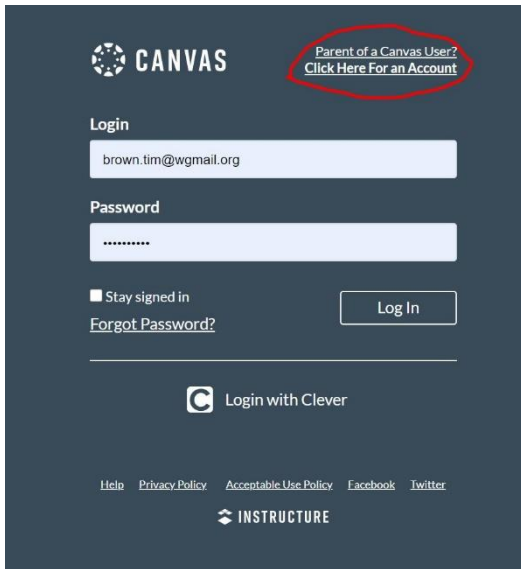 CANVAS
Parent of a Canvas User?
Click Here For an Account
Login
brown.tim@wgmail.org
Password
••••••••••
Stay signed in
Log In
Forgot Password?
Login with Clever
Help Privacy Policy Acceptable Use Policy Facebook Twitter
INSTRUCTURE